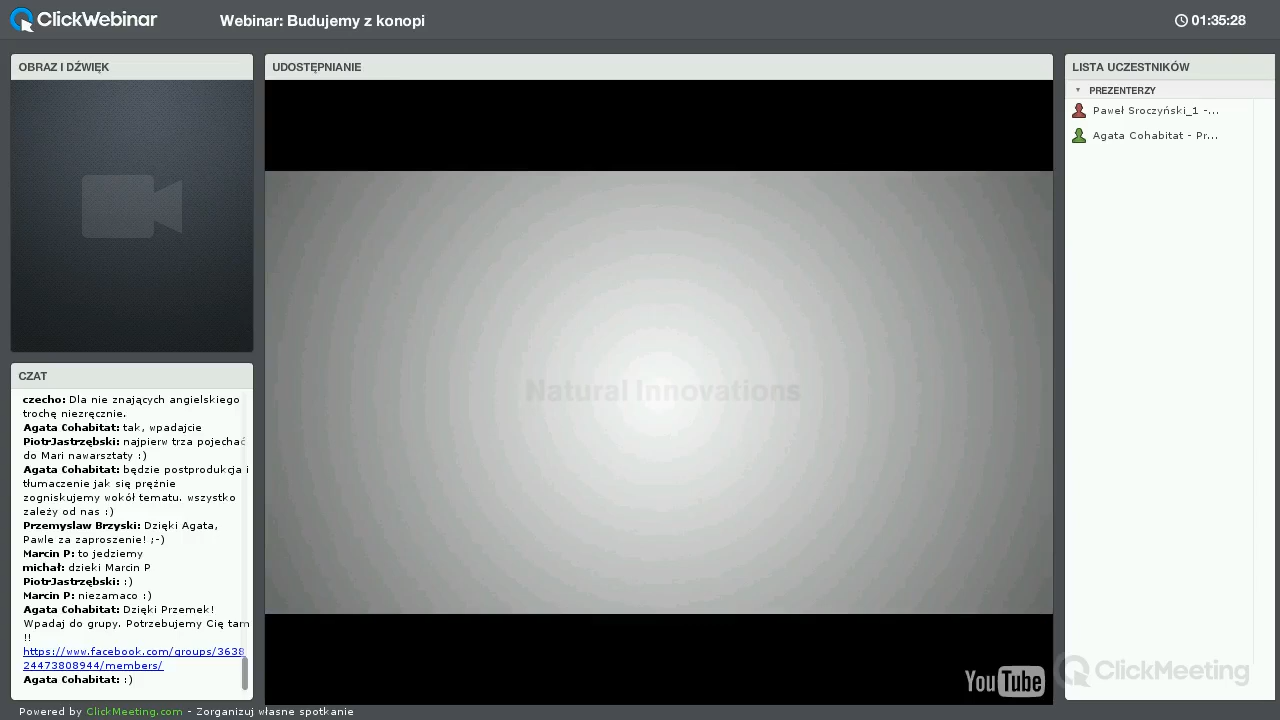 ClickWebinar
Webinar: Budujemy z konopi
01:35:28
OBRAZ I DŹWIĘK
UDOSTĘPNIANIE
LISTA UCZESTNIKÓW
PREZENTERZY
Paweł Sroczyński_1 -...
Agata Cohabitat - Pr...
Natural Innovations
CZAT
czecho: Dla nie znających angielskiego
trochę niezręcznie.
Agata Cohabitat: tak, wpadajcie
PiotrJastrzębski: najpierw trza pojechać
do Mari nawarsztaty :)
Agata Cohabitat: będzie postprodukcja i
tłumaczenie jak się prężnie
zogniskujemy wokół tematu. wszystko
zależy od nas :)
Przemyslaw Brzyski: Dzięki Agata,
Pawle za zaproszenie! ;-)
Marcin P: to jedziemy
michał: dzieki Marcin P
PiotrJastrzębski: :)
Marcin P: niezamaco :)
Agata Cohabitat: Dzięki Przemek!
Wpadaj do grupy. Potrzebujemy Cię tam
!!
https://www.facebook.com/groups/3638
24473808944/members/
Agata Cohabitat: :)
YouTube
ClickMeeting
Powered by ClickMeeting.com - Zorganizuj własne spotkanie